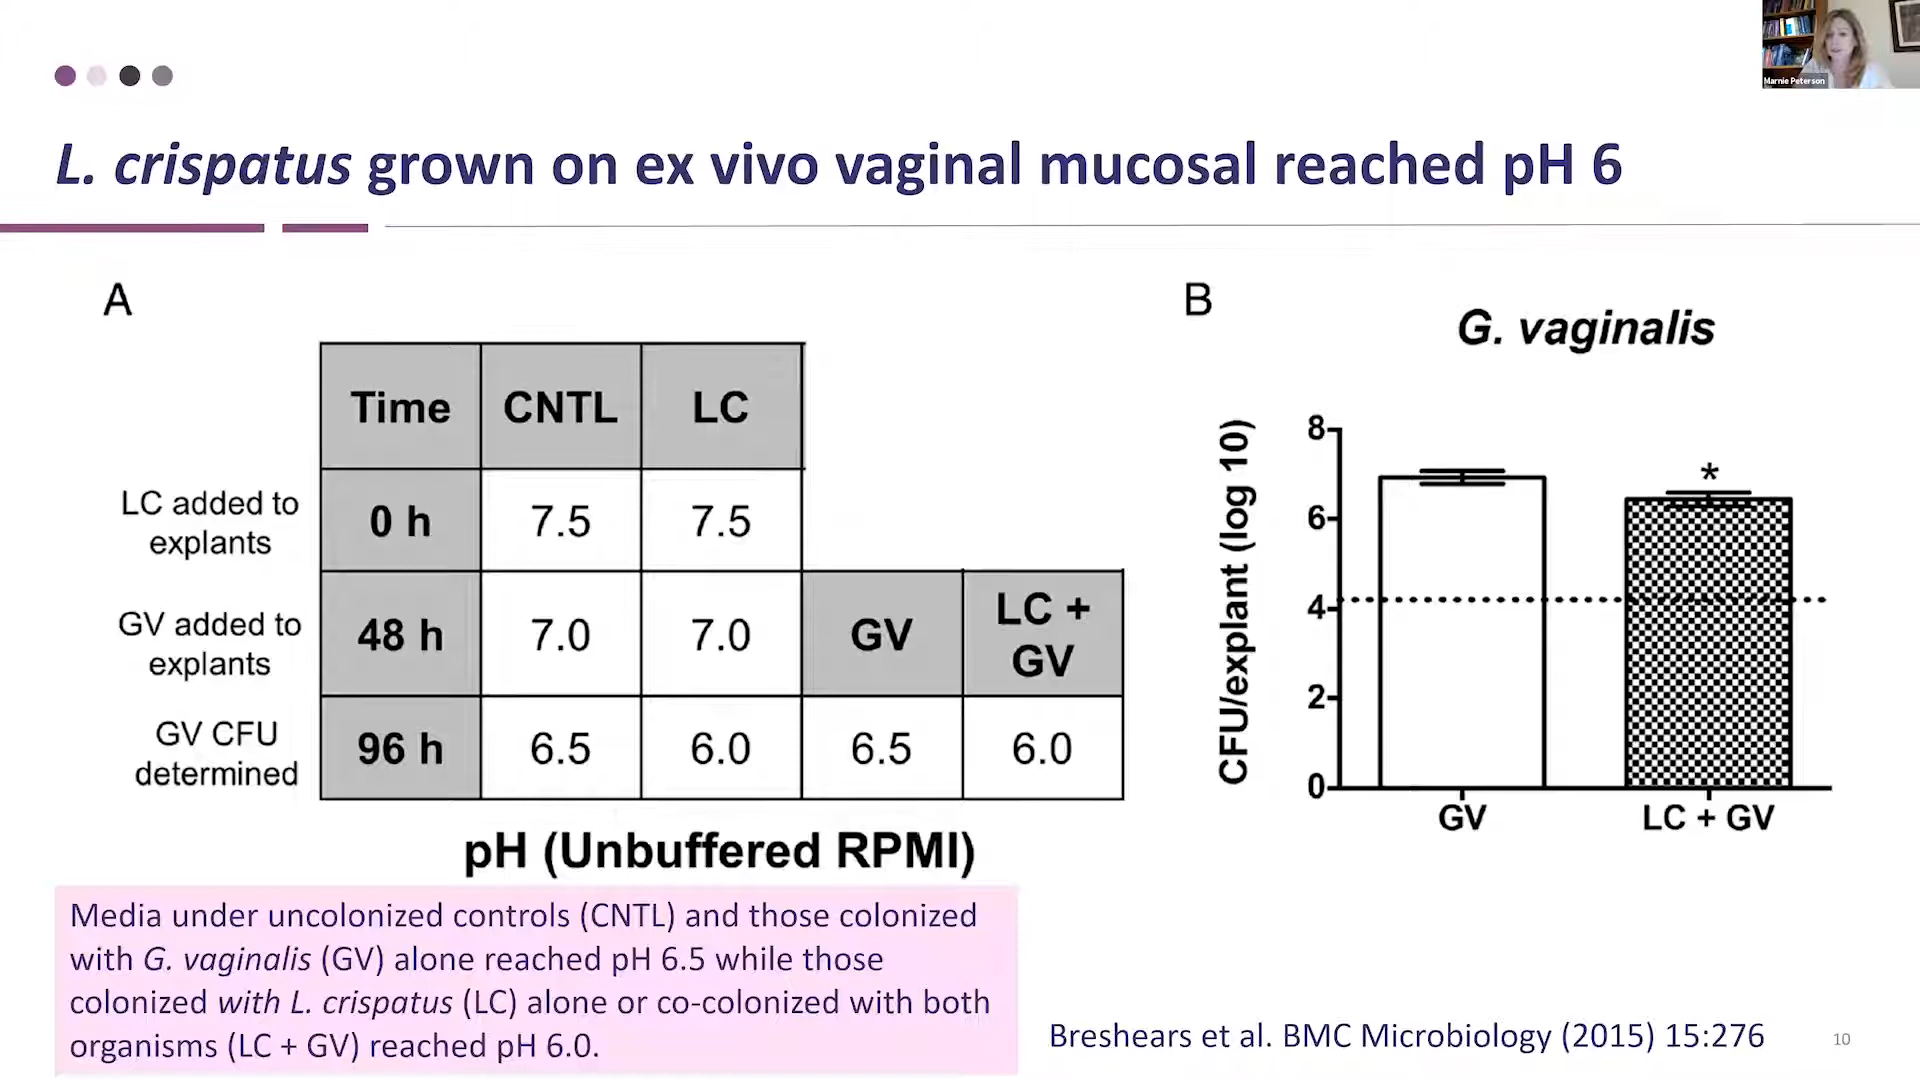 Marnie Peterson
L. crispatus grown on ex vivo vaginal mucosal reached pH 6
A
Time CNTL LC
LC added to
explants
0 h 7.5 7.5
GV added to
explants
48 h 7.0 7.0 GV LC +
GV
GV CFU
determined
96 h 6.5 6.0 6.5 6.0
pH (Unbuffered RPMI)
B
G. vaginalis
CFU/explant (log 10)
8
6
4
2
0
*
GV LC + GV
Media under uncolonized controls (CNTL) and those colonized
with G. vaginalis (GV) alone reached pH 6.5 while those
colonized with L. crispatus (LC) alone or co-colonized with both
organisms (LC + GV) reached pH 6.0.
Breshears et al. BMC Microbiology (2015) 15:276
10